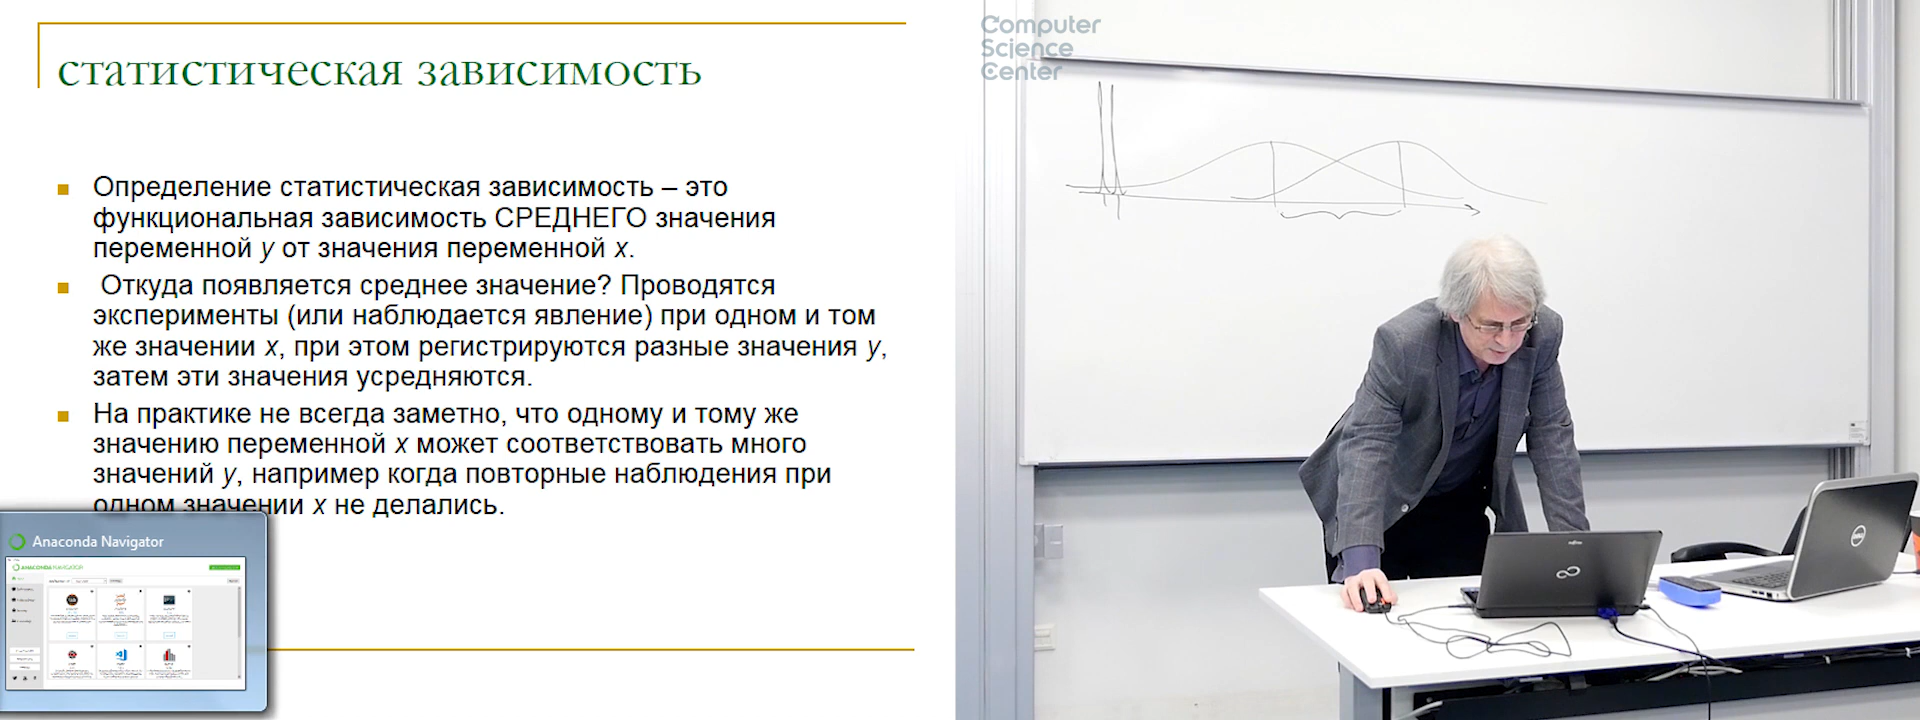 статистическая зависимость
Определение статистическая зависимость – это
функциональная зависимость СРЕДНЕГО значения
переменной y от значения переменной x.
Откуда появляется среднее значение? Проводятся
эксперименты (или наблюдается явление) при одном и том
же значении x, при этом регистрируются разные значения y,
затем эти значения усредняются.
На практике не всегда заметно, что одному и тому же
значению переменной x может соответствовать много
значений y, например когда повторные наблюдения при
одном значении x не делались.
Anaconda Navigator
ANACONDA NAVIGATOR
Computer
Science
Center
DELL